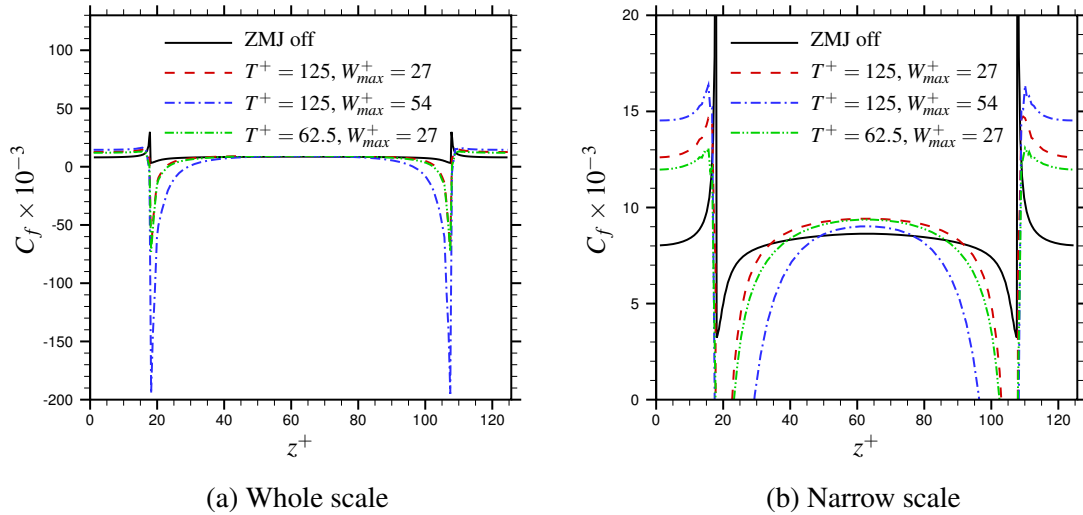 ZMJ off
T⁺ = 125, W⁺max = 27
T⁺ = 125, W⁺max = 54
T⁺ = 62.5, W⁺max = 27
C_f × 10⁻³
100
50
0
-50
-100
-150
-200
0 20 40 60 80 100 120
z⁺
(a) Whole scale
ZMJ off
T⁺ = 125, W⁺max = 27
T⁺ = 125, W⁺max = 54
T⁺ = 62.5, W⁺max = 27
C_f × 10⁻³
20
15
10
5
0
0 20 40 60 80 100 120
z⁺
(b) Narrow scale